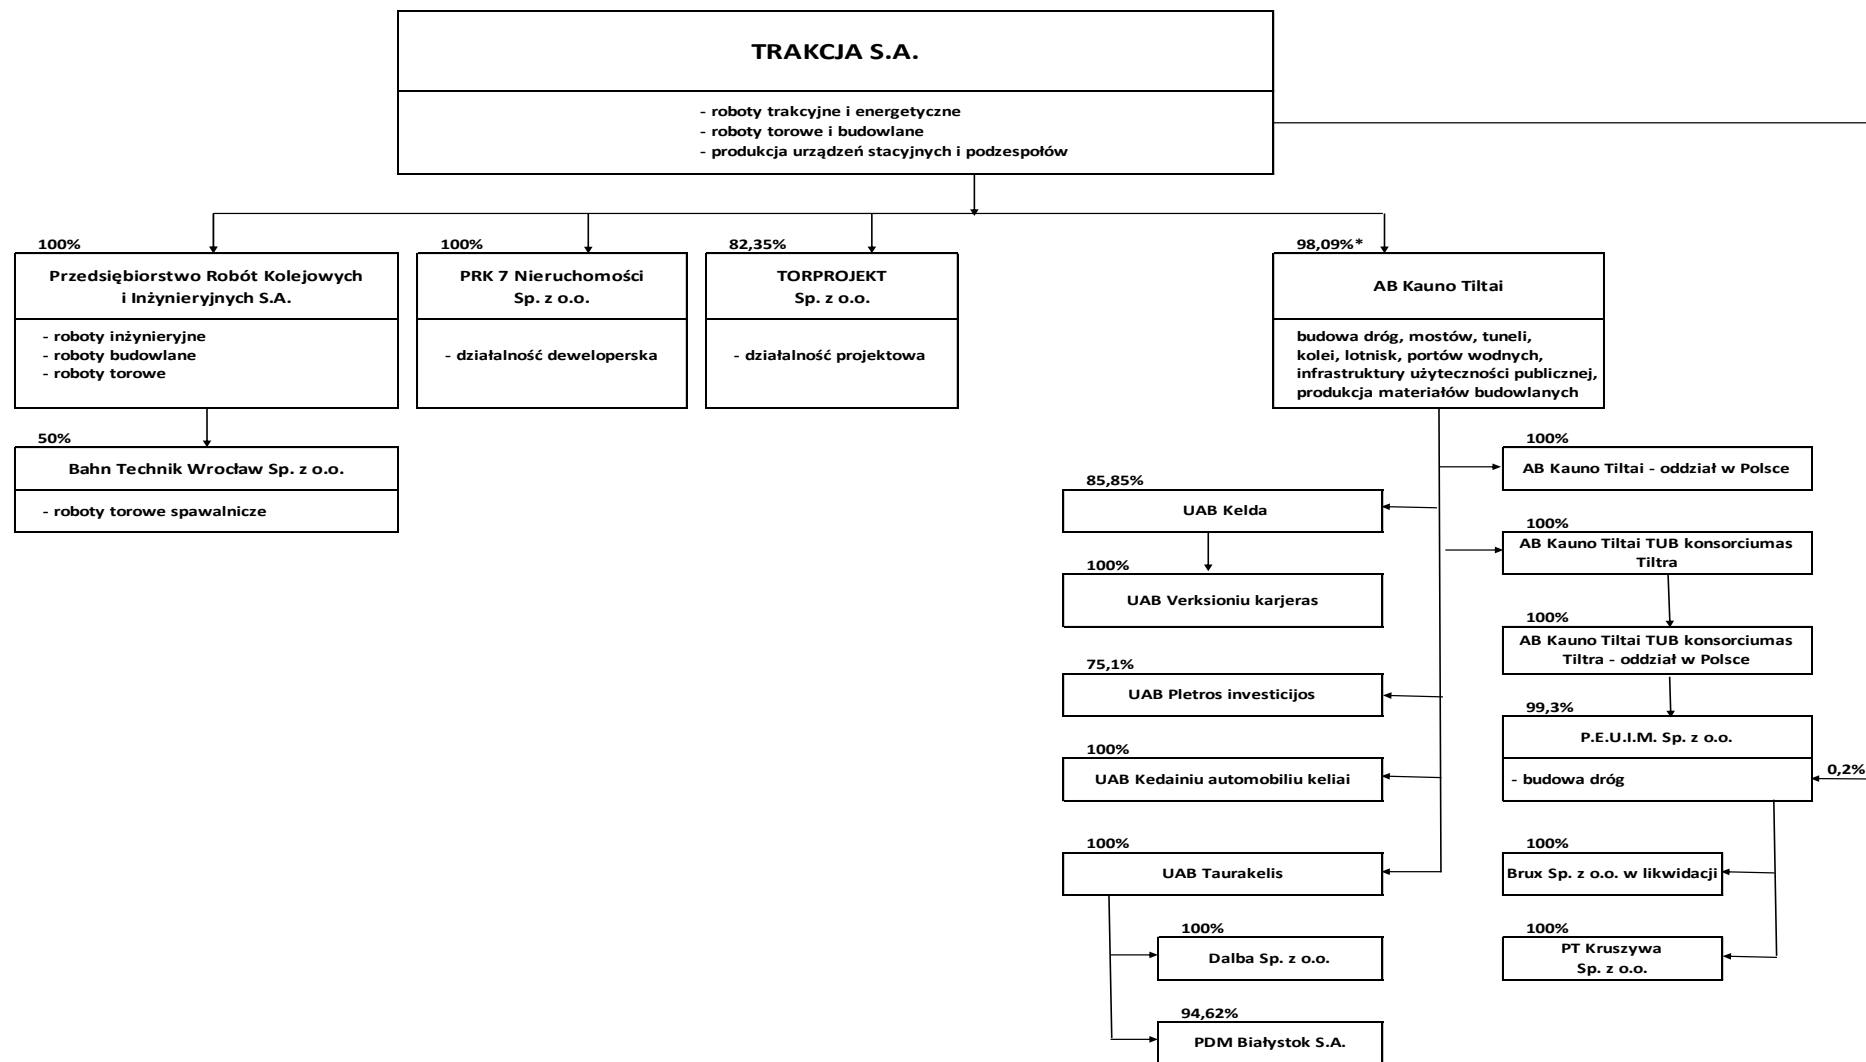 TRAKCJA S.A.
- roboty trakcyjne i energetyczne
- roboty torowe i budowlane
- produkcja urządzeń stacyjnych i podzespołów
100%
Przedsiębiorstwo Robót Kolejowych
i Inżynieryjnych S.A.
- roboty inżynieryjne
- roboty budowlane
- roboty torowe
50%
Bahn Technik Wrocław Sp. z o.o.
- roboty torowe spawalnicze
100%
PRK 7 Nieruchomości
Sp. z o.o.
- działalność deweloperska
82,35%
TORPROJEKT
Sp. z o.o.
- działalność projektowa
98,09%*
AB Kauno Tiltai
budowa dróg, mostów, tuneli,
kolei, lotnisk, portów wodnych,
infrastruktury użyteczności publicznej,
produkcja materiałów budowlanych
85,85%
UAB Kelda
100%
UAB Verksioniu karjeras
75,1%
UAB Pletros investicijos
100%
UAB Kedainiu automobiliu keliai
100%
UAB Taurakelis
100%
Dalba Sp. z o.o.
94,62%
PDM Białystok S.A.
100%
AB Kauno Tiltai - oddział w Polsce
100%
AB Kauno Tiltai TUB konsorciumas
Tiltra
100%
AB Kauno Tiltai TUB konsorciumas
Tiltra - oddział w Polsce
99,3%
P.E.U.I.M. Sp. z o.o.
- budowa dróg
0,2%
100%
Brux Sp. z o.o. w likwidacji
100%
PT Kruszywa
Sp. z o.o.